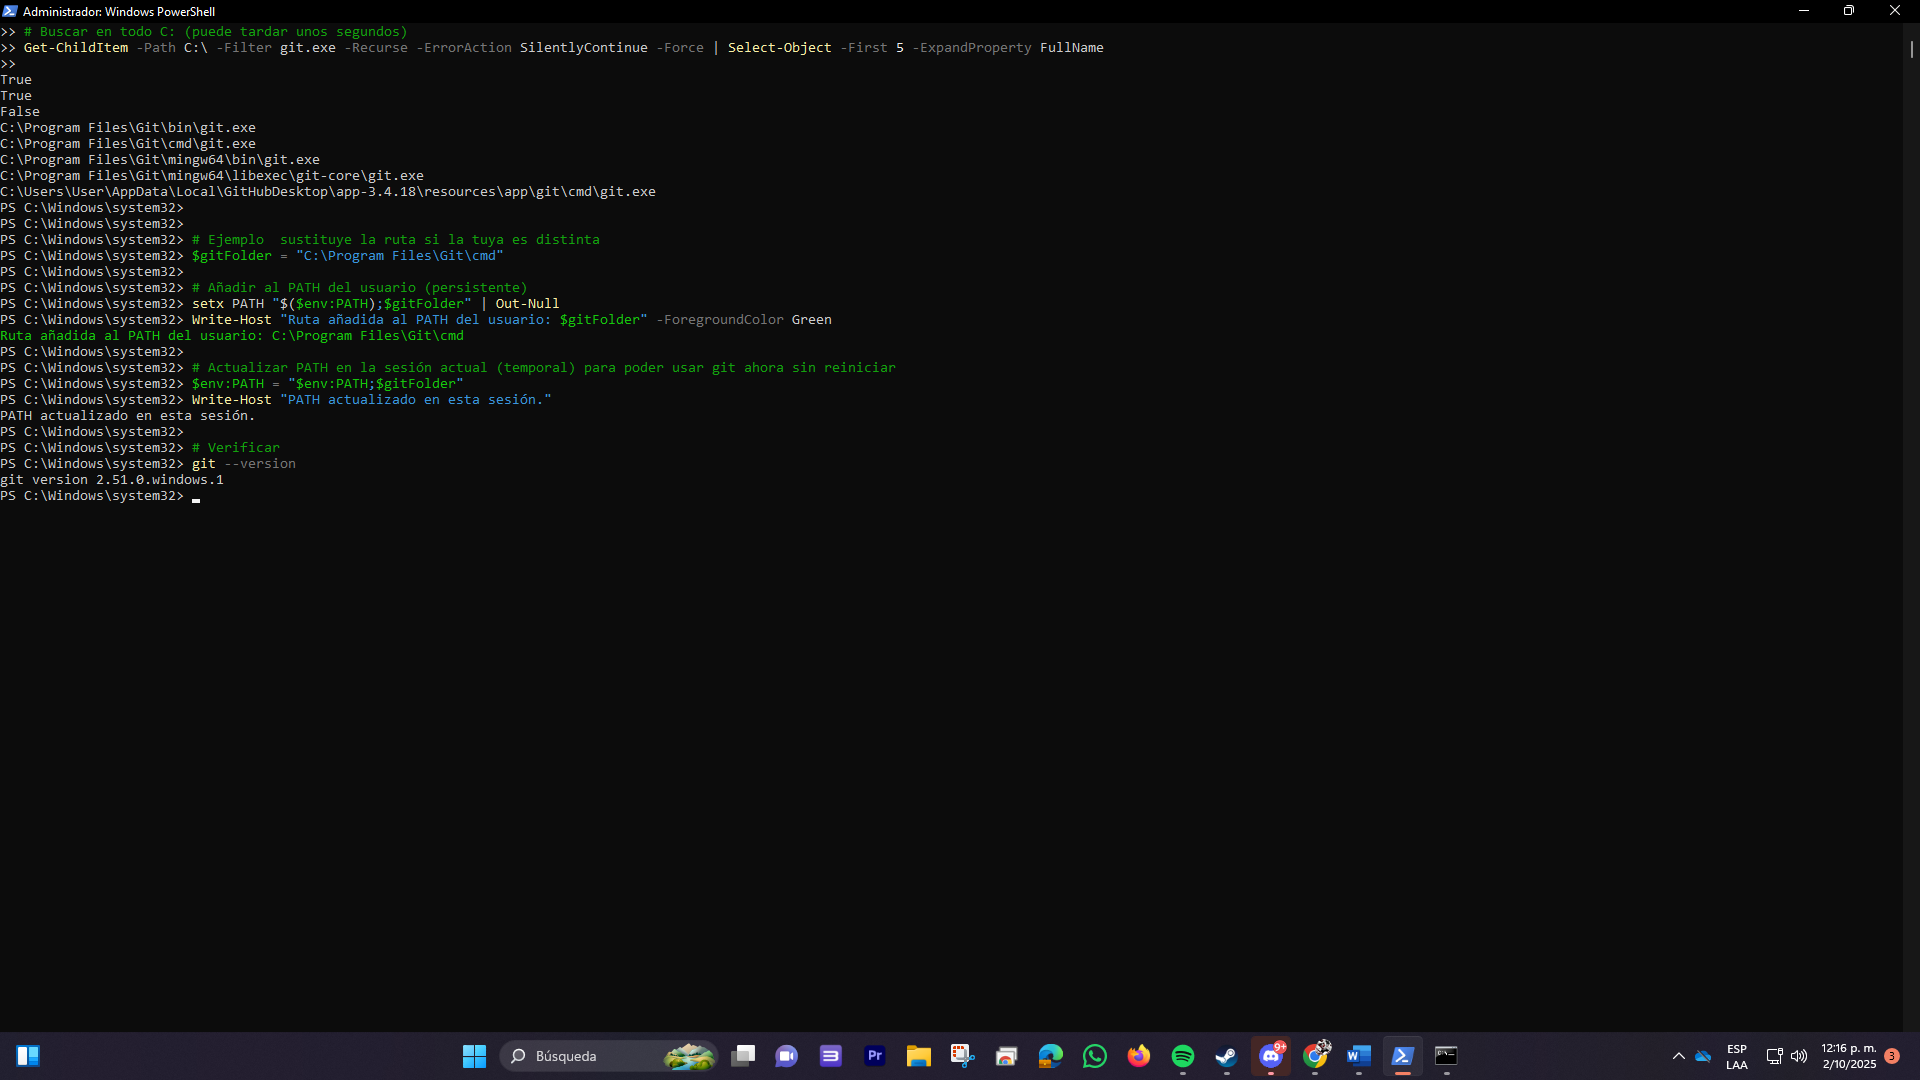 Administrador: Windows PowerShell
>> # Buscar en todo C: (puede tardar unos segundos)
>> Get-ChildItem -Path C:\ -Filter git.exe -Recurse -ErrorAction SilentlyContinue -Force | Select-Object -First 5 -ExpandProperty FullName
>>
True
True
False
C:\Program Files\Git\bin\git.exe
C:\Program Files\Git\cmd\git.exe
C:\Program Files\Git\mingw64\bin\git.exe
C:\Program Files\Git\mingw64\libexec\git-core\git.exe
C:\Users\User\AppData\Local\GitHubDesktop\app-3.4.18\resources\app\git\cmd\git.exe
PS C:\Windows\system32>
PS C:\Windows\system32>
PS C:\Windows\system32> # Ejemplo  sustituye la ruta si la tuya es distinta
PS C:\Windows\system32> $gitFolder = "C:\Program Files\Git\cmd"
PS C:\Windows\system32>
PS C:\Windows\system32> # Añadir al PATH del usuario (persistente)
PS C:\Windows\system32> setx PATH "$($env:PATH);$gitFolder" | Out-Null
PS C:\Windows\system32> Write-Host "Ruta añadida al PATH del usuario: $gitFolder" -ForegroundColor Green
Ruta añadida al PATH del usuario: C:\Program Files\Git\cmd
PS C:\Windows\system32>
PS C:\Windows\system32> # Actualizar PATH en la sesión actual (temporal) para poder usar git ahora sin reiniciar
PS C:\Windows\system32> $env:PATH = "$env:PATH;$gitFolder"
PS C:\Windows\system32> Write-Host "PATH actualizado en esta sesión."
PATH actualizado en esta sesión.
PS C:\Windows\system32>
PS C:\Windows\system32> # Verificar
PS C:\Windows\system32> git --version
git version 2.51.0.windows.1
PS C:\Windows\system32>
Búsqueda
Pr
9+
ESP
LAA
12:16 p. m.
2/10/2025
3